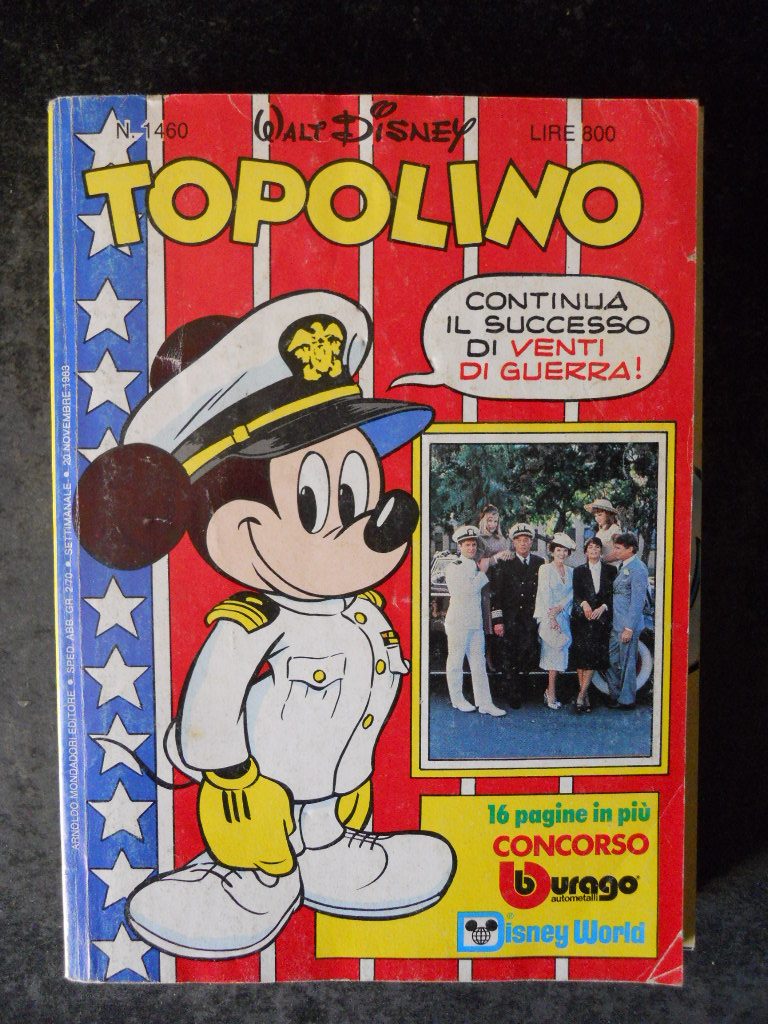 N. 1460
WALT DISNEY
LIRE 800
TOPOLINO
CONTINUA
IL SUCCESSO
DI VENTI
DI GUERRA!
ARNOLDO MONDADORI EDITORE • SPED. ABB. GR. 2/70 • SETTIMANALE • 20 NOVEMBRE 1983
16 pagine in più
CONCORSO
burago®
autometalli
Disney World®